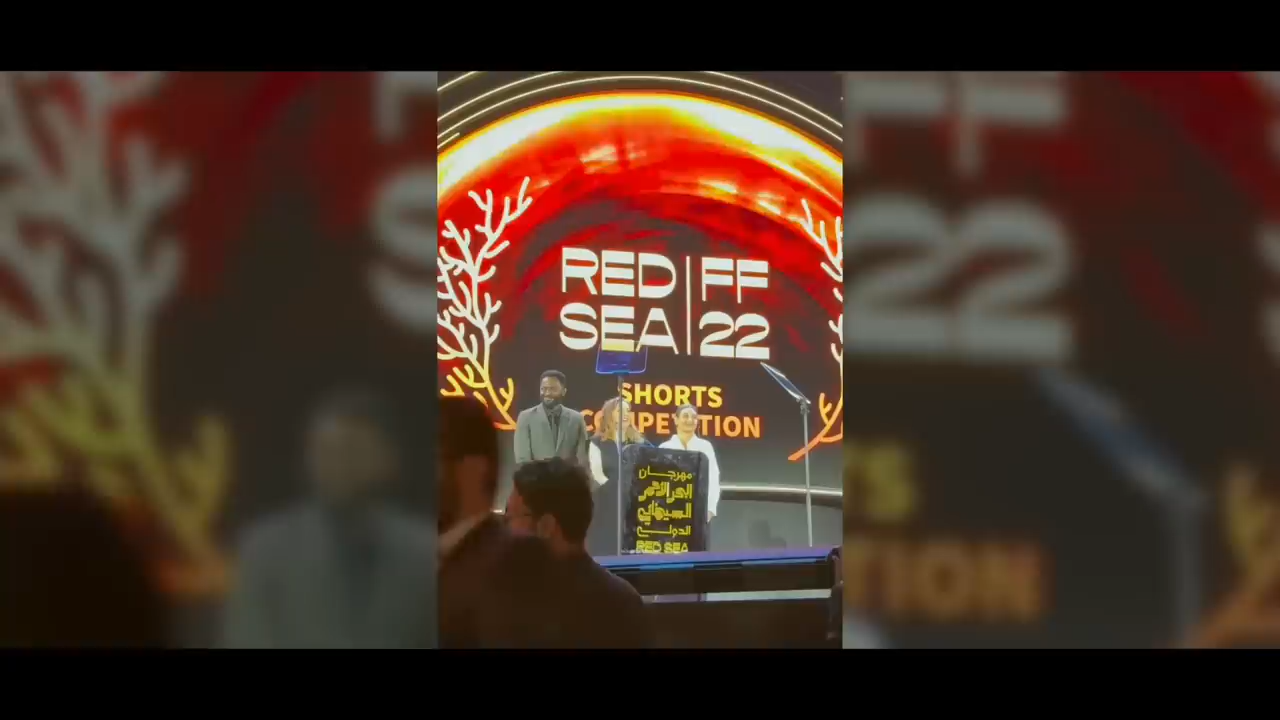 RED FF
SEA 22
SHORTS
COMPETITION
مهرجان
البحر الأحمر
السينمائي
الدولي
RED SEA